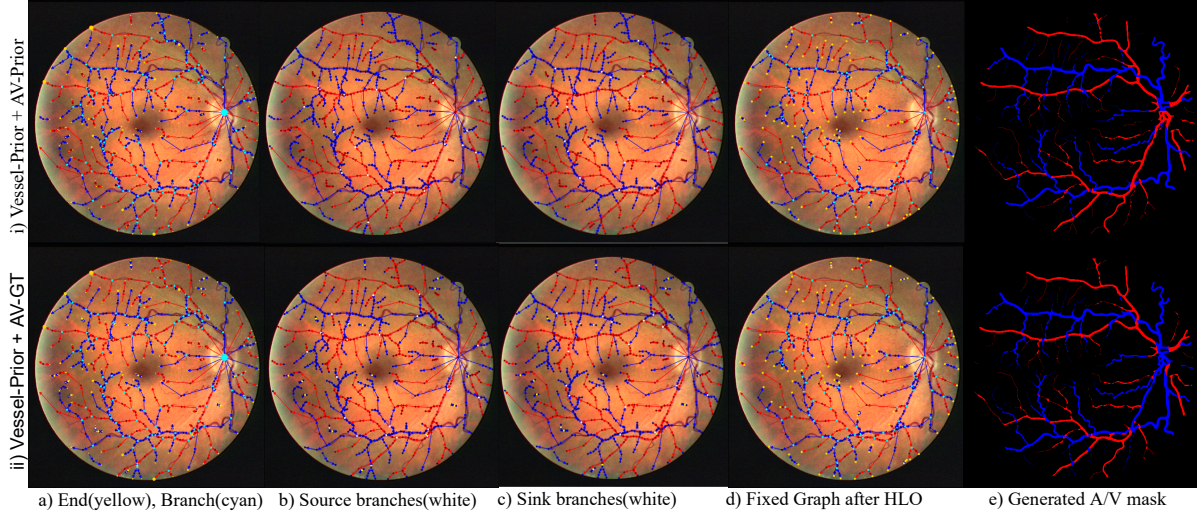 i) Vessel-Prior + AV-Prior
ii) Vessel-Prior + AV-GT
a) End(yellow), Branch(cyan) b) Source branches(white) c) Sink branches(white) d) Fixed Graph after HLO e) Generated A/V mask